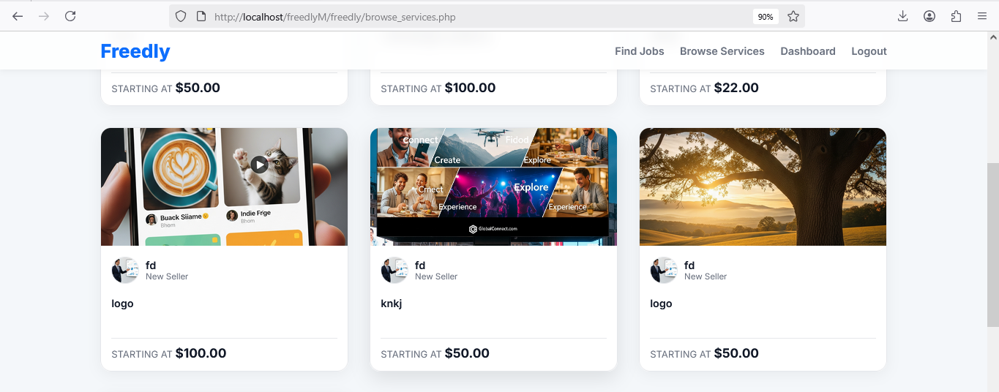 http://localhost/freedlyM/freedly/browse_services.php
90%
Freedly
Find Jobs
Browse Services
Dashboard
Logout
STARTING AT $50.00
STARTING AT $100.00
STARTING AT $22.00
Buack Siiame
Bhom
Indie Frge
Bhom
Connect
Fidod
Create
Explore
Crnect
Explore
Experience
Experience
GlobalConnect.com
fd
New Seller
logo
STARTING AT $100.00
fd
New Seller
knkj
STARTING AT $50.00
fd
New Seller
logo
STARTING AT $50.00